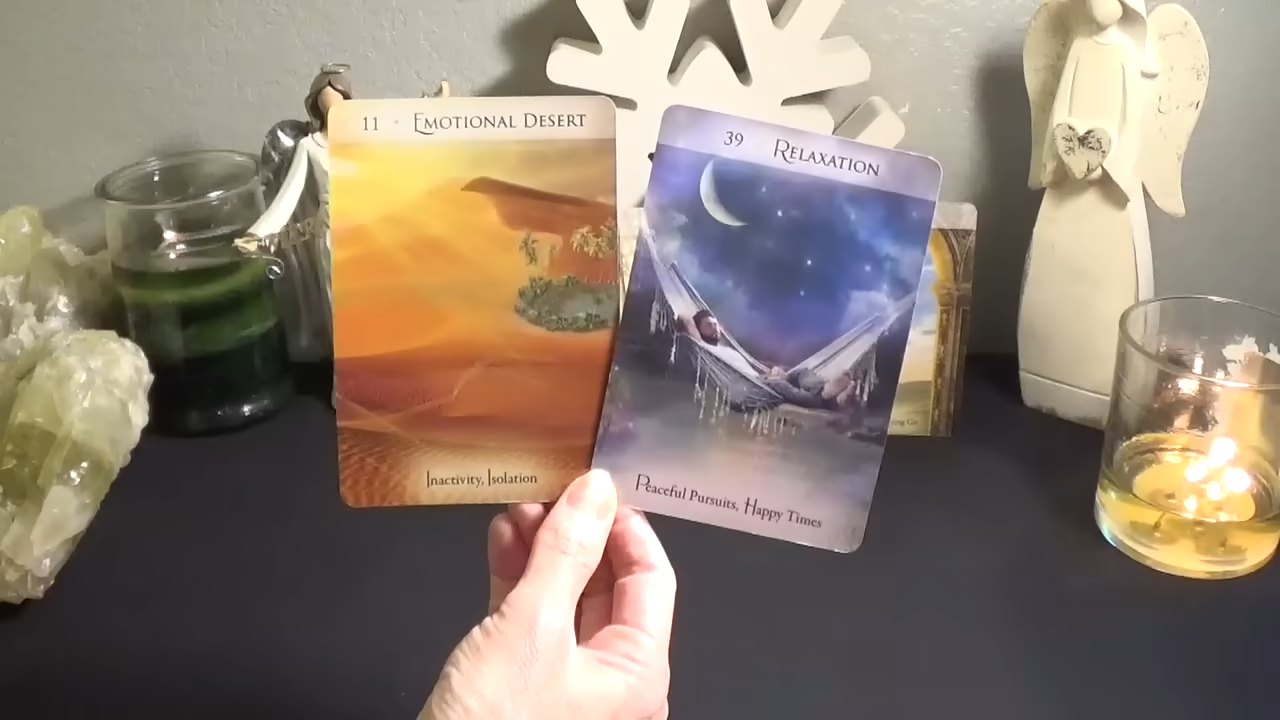 11 • Emotional Desert
Inactivity, Isolation
39 Relaxation
Peaceful Pursuits, Happy Times